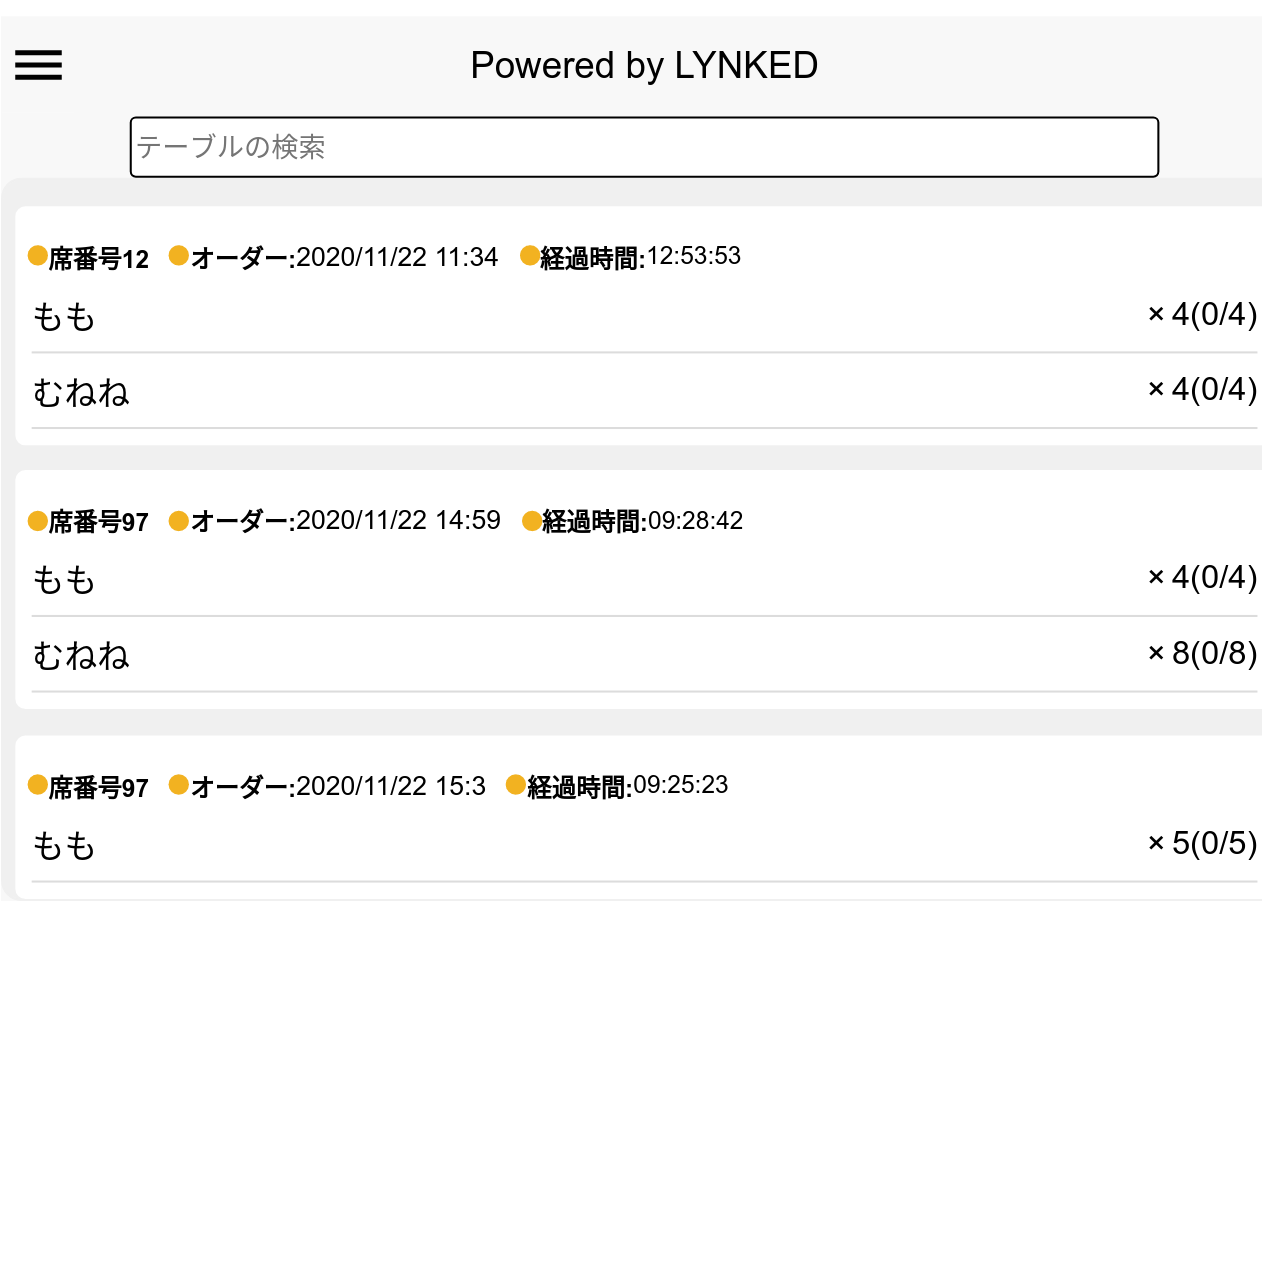 Powered by LYNKED
テーブルの検索
席番号12 オーダー:2020/11/22 11:34 経過時間:12:53:53
もも × 4(0/4)
むねね × 4(0/4)
席番号97 オーダー:2020/11/22 14:59 経過時間:09:28:42
もも × 4(0/4)
むねね × 8(0/8)
席番号97 オーダー:2020/11/22 15:3 経過時間:09:25:23
もも × 5(0/5)